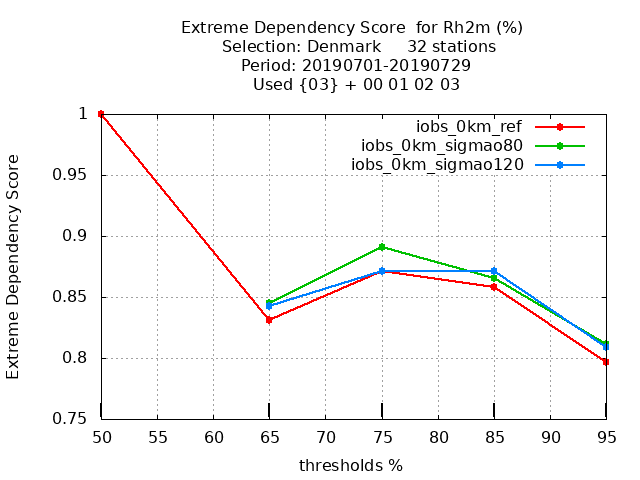 Extreme Dependency Score  for Rh2m (%)
Selection: Denmark     32 stations
Period: 20190701-20190729
Used {03} + 00 01 02 03
iobs_0km_ref
iobs_0km_sigmao80
iobs_0km_sigmao120
Extreme Dependency Score
1
0.95
0.9
0.85
0.8
0.75
50 55 60 65 70 75 80 85 90 95
thresholds %